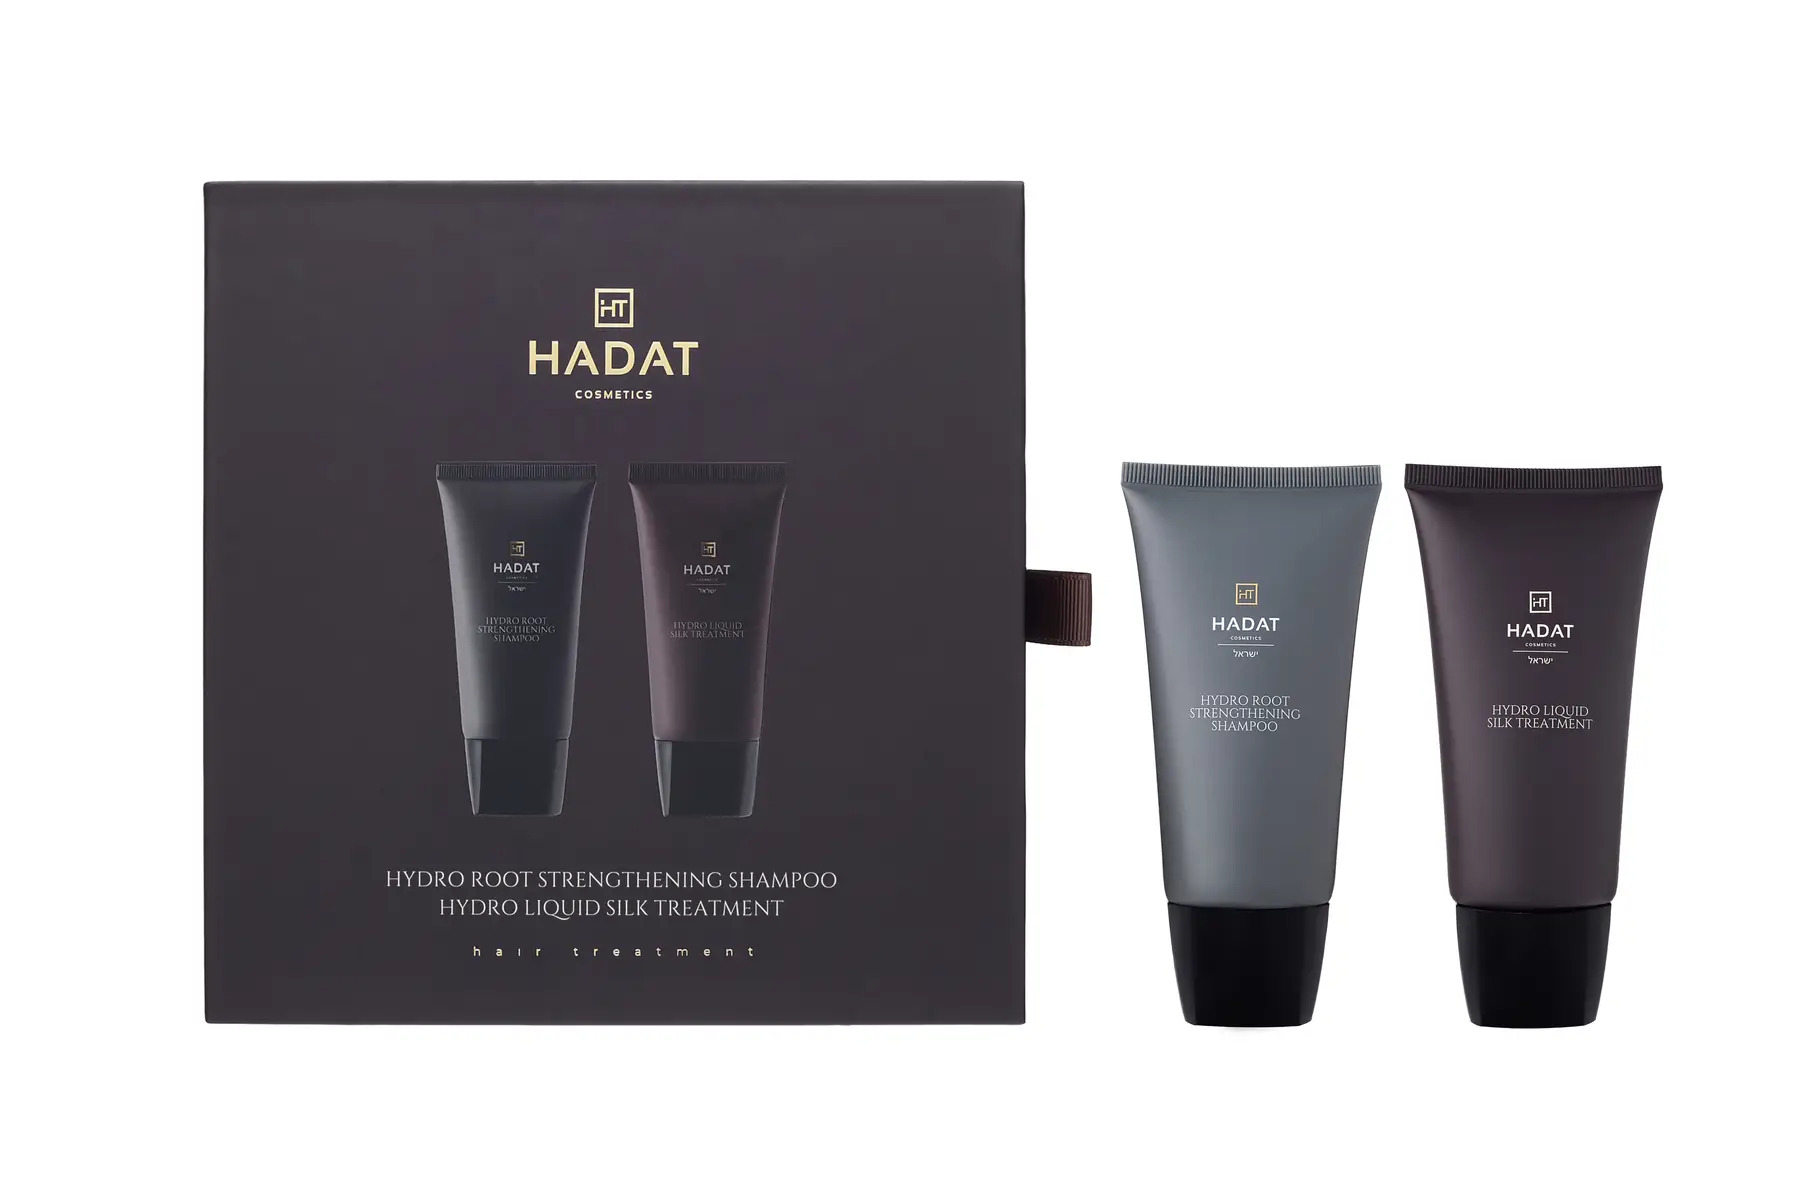 HT
HADAT
COSMETICS
HT
HADAT
COSMETICS
ישראל
HYDRO ROOT
STRENGTHENING
SHAMPOO
HT
HADAT
COSMETICS
ישראל
HYDRO LIQUID
SILK TREATMENT
HYDRO ROOT STRENGTHENING SHAMPOO
HYDRO LIQUID SILK TREATMENT
hair treatment
HT
HADAT
COSMETICS
ישראל
HYDRO ROOT
STRENGTHENING
SHAMPOO
HT
HADAT
COSMETICS
ישראל
HYDRO LIQUID
SILK TREATMENT